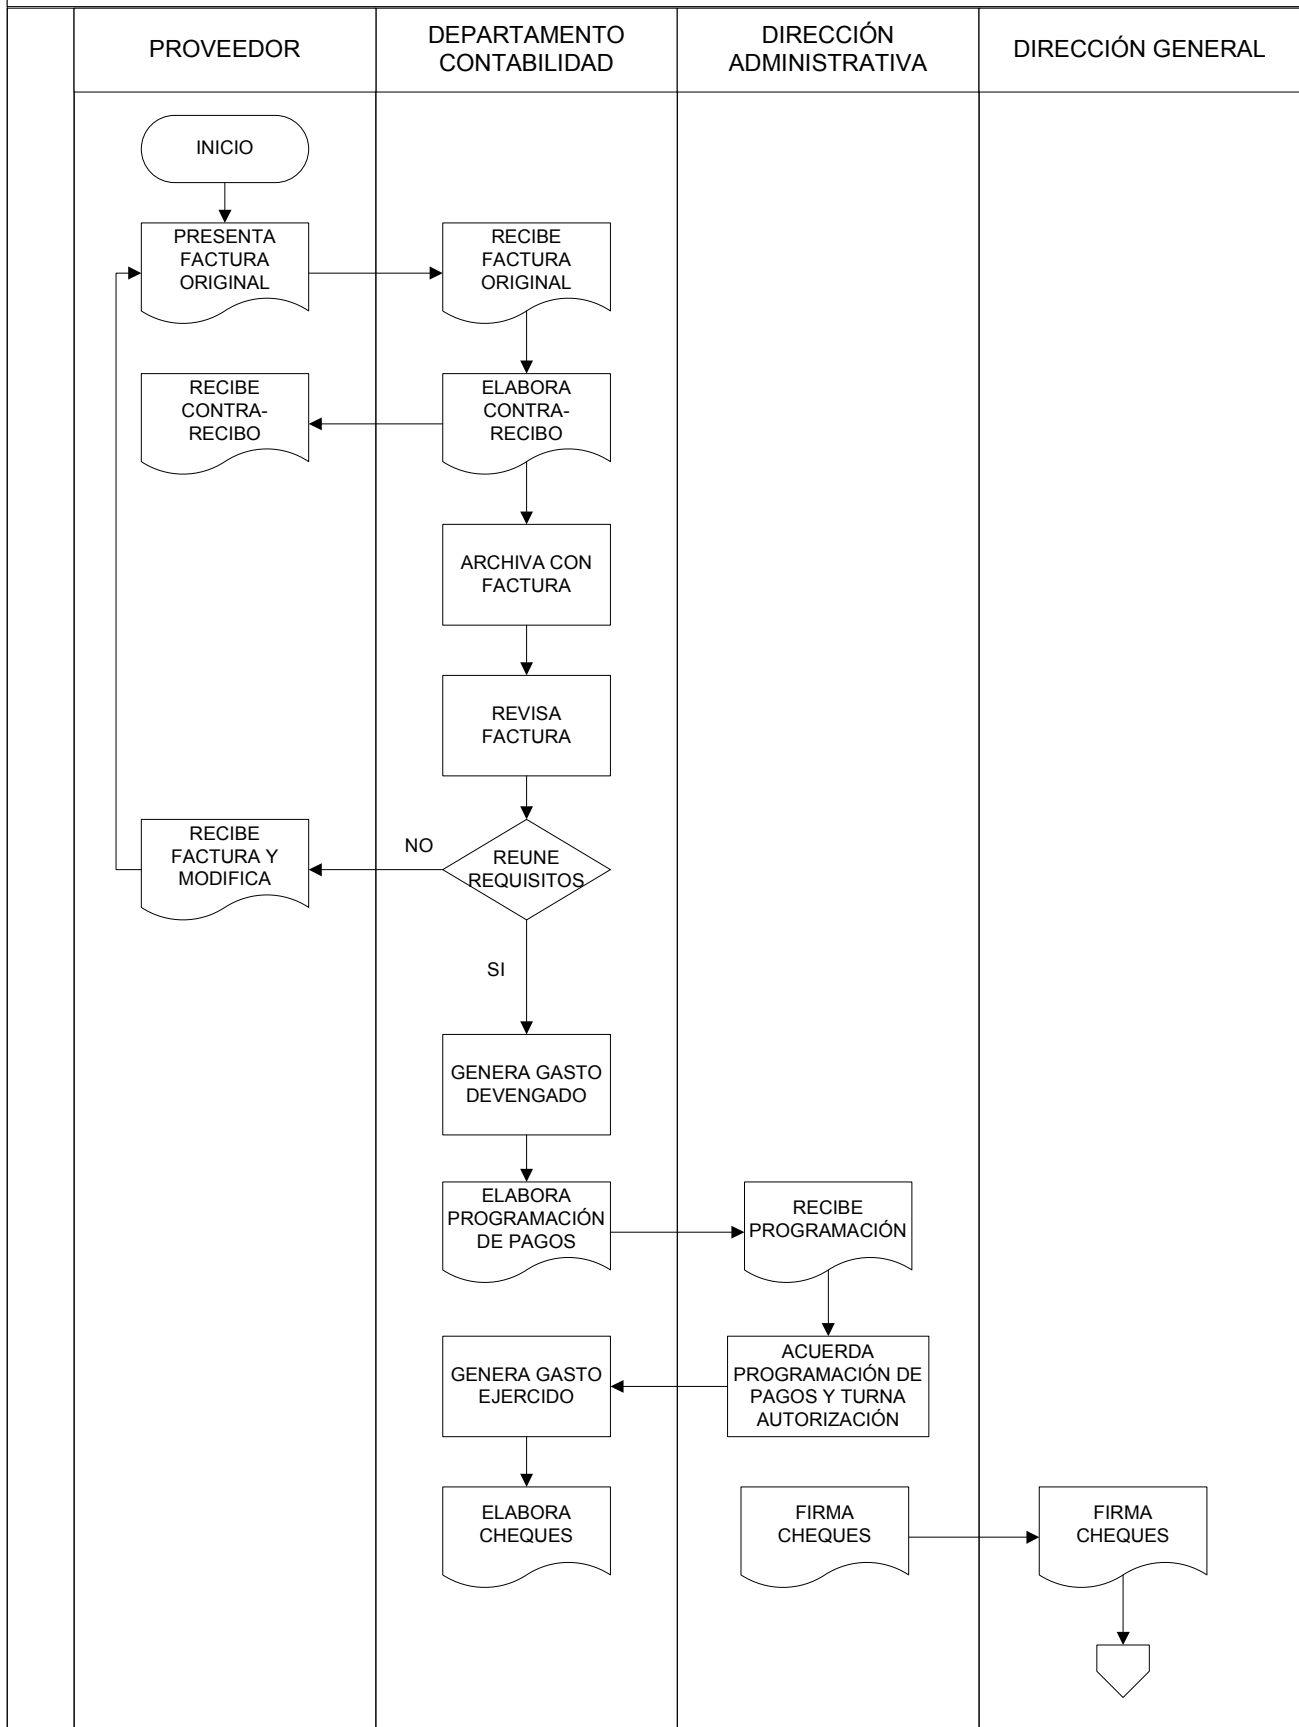 PROVEEDOR
DEPARTAMENTO
CONTABILIDAD
DIRECCIÓN
ADMINISTRATIVA
DIRECCIÓN GENERAL
INICIO
PRESENTA
FACTURA
ORIGINAL
RECIBE
FACTURA
ORIGINAL
RECIBE
CONTRA-
RECIBO
ELABORA
CONTRA-
RECIBO
ARCHIVA CON
FACTURA
REVISA
FACTURA
RECIBE
FACTURA Y
MODIFICA
NO
REUNE
REQUISITOS
SI
GENERA GASTO
DEVENGADO
ELABORA
PROGRAMACIÓN
DE PAGOS
RECIBE
PROGRAMACIÓN
GENERA GASTO
EJERCIDO
ACUERDA
PROGRAMACIÓN DE
PAGOS Y TURNA
AUTORIZACIÓN
ELABORA
CHEQUES
FIRMA
CHEQUES
FIRMA
CHEQUES